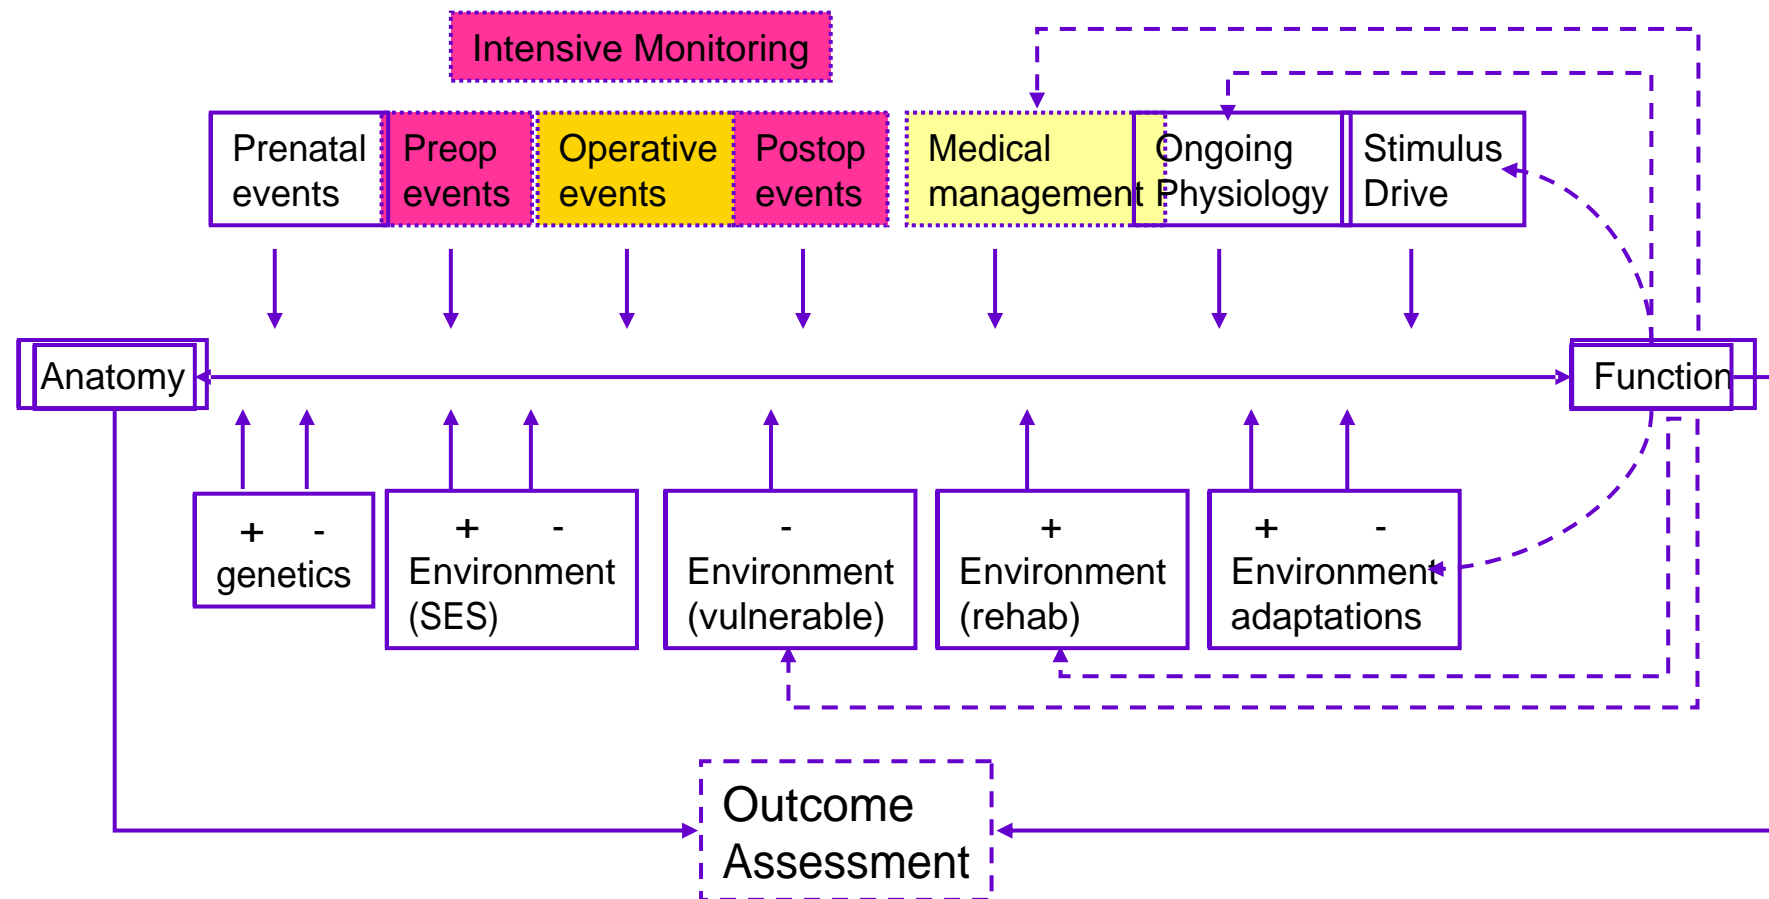 Intensive Monitoring
Prenatal
events
Preop
events
Operative
events
Postop
events
Medical
management
Ongoing
Physiology
Stimulus
Drive
Anatomy
Function
+ -
genetics
+ -
Environment
(SES)
-
Environment
(vulnerable)
+
Environment
(rehab)
+ -
Environment
adaptations
Outcome
Assessment